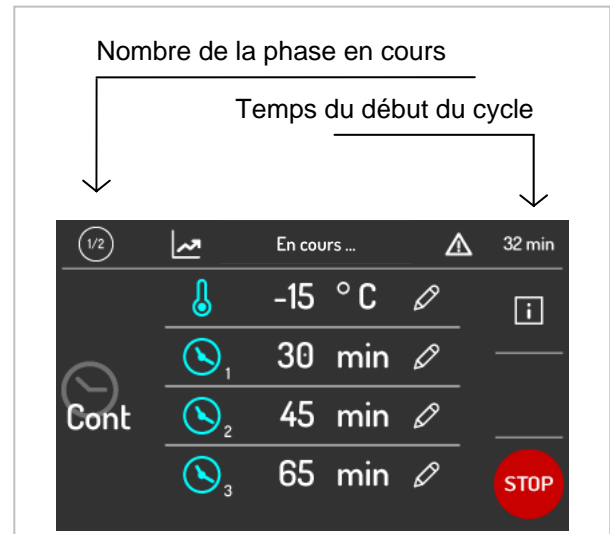 Nombre de la phase en cours
Temps du début du cycle
1/2
En cours ...
32 min
-15 °C
i
1
30 min
Cont
2
45 min
3
65 min
STOP